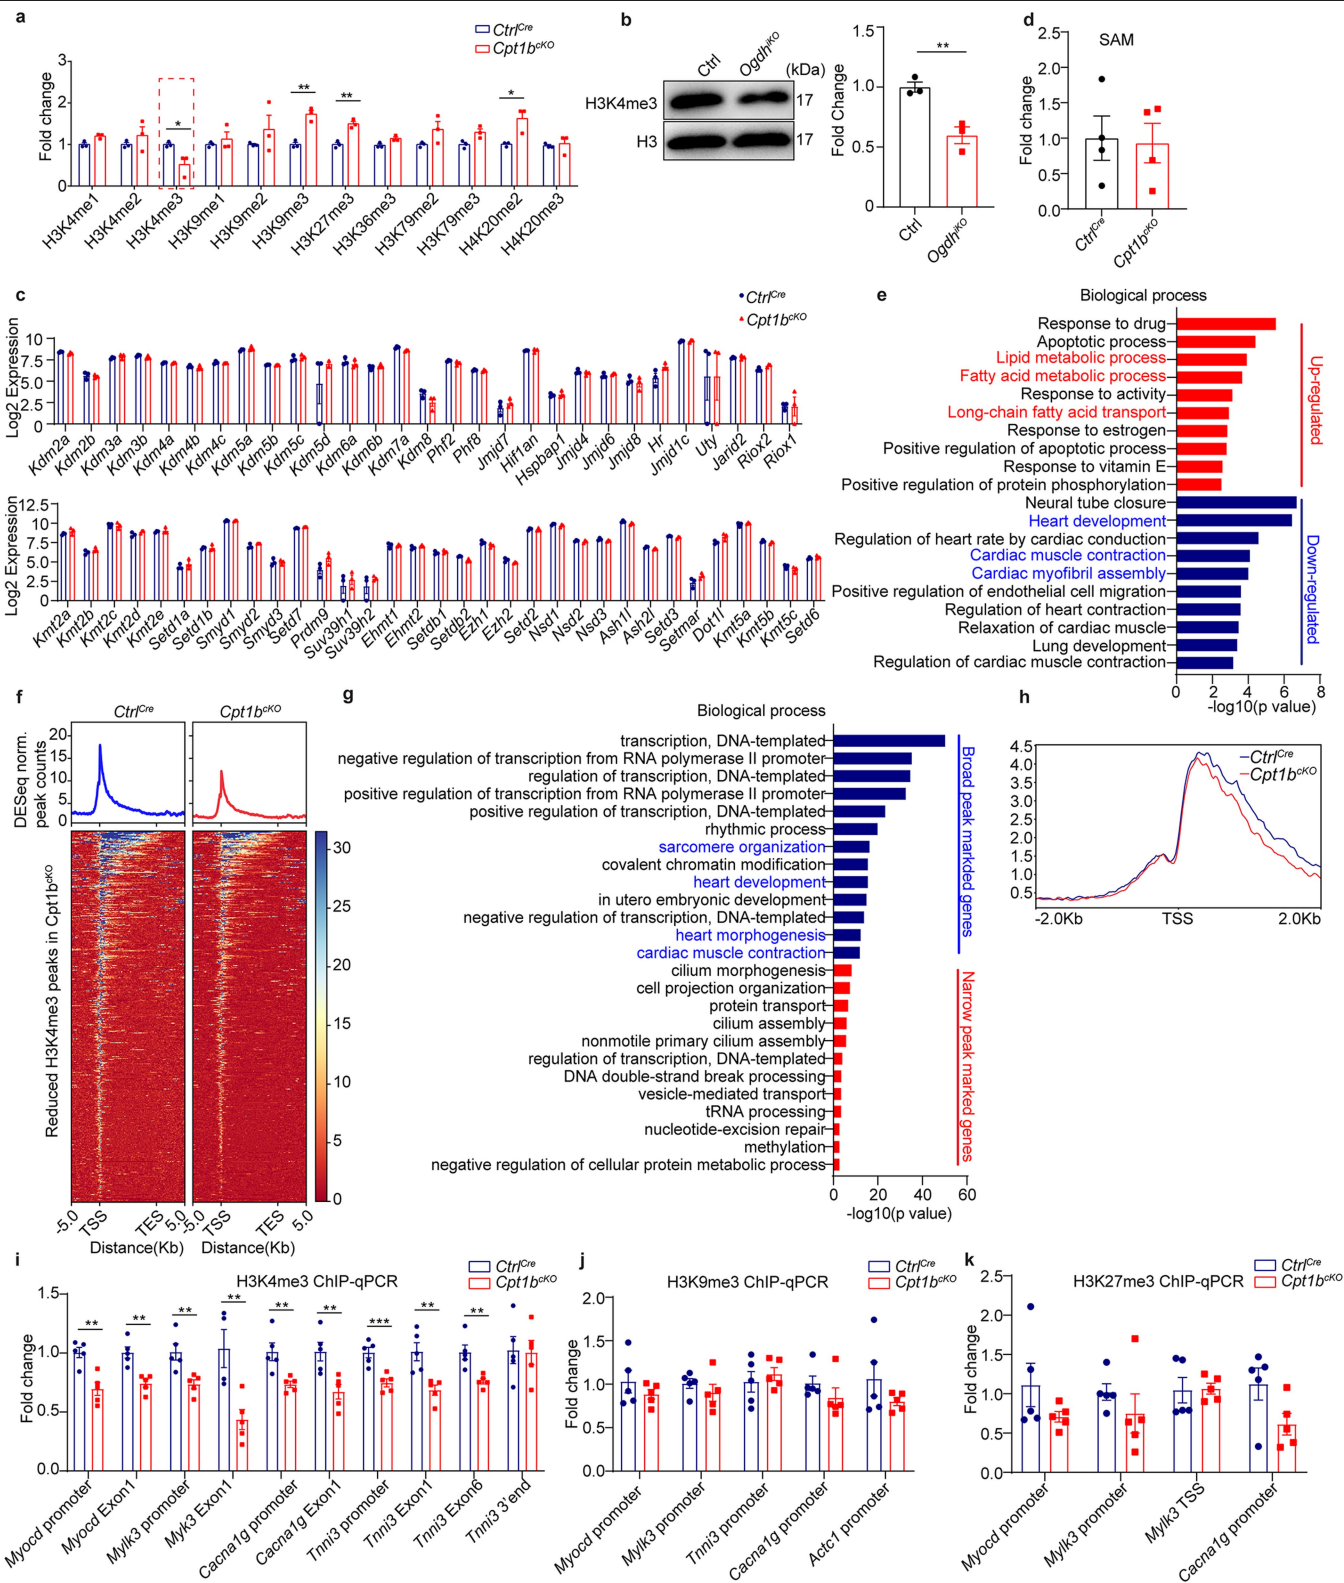 a
Ctrl^Cre
Cpt1b^cKO
Fold change
3
2
1
0
*
**
**
*
H3K4me1
H3K4me2
H3K4me3
H3K9me1
H3K9me2
H3K9me3
H3K27me3
H3K36me3
H3K79me2
H3K79me3
H4K20me2
H4K20me3
b
Ctrl
Ogdh^iKO
(kDa)
H3K4me3
17
H3
17
Fold Change
1.5
1.0
0.5
0
**
Ctrl
Ogdh^iKO
d
SAM
Fold change
2.5
2.0
1.5
1.0
0.5
0.0
Ctrl^Cre
Cpt1b^cKO
c
Ctrl^Cre
Cpt1b^cKO
Log2 Expression
10
7.5
5.0
2.5
0
Kdm2a
Kdm2b
Kdm3a
Kdm3b
Kdm4a
Kdm4b
Kdm4c
Kdm5a
Kdm5b
Kdm5c
Kdm5d
Kdm6a
Kdm6b
Kdm7a
Kdm8
Phf2
Phf8
Jmjd7
Hif1an
Hspbap1
Jmjd4
Jmjd6
Jmjd8
Hr
Jmjd1c
Uty
Jarid2
Riox2
Riox1
Log2 Expression
12.5
10
7.5
5.0
2.5
0
Kmt2a
Kmt2b
Kmt2c
Kmt2d
Kmt2e
Setd1a
Setd1b
Smyd1
Smyd2
Smyd3
Setd7
Prdm9
Suv39h1
Suv39h2
Ehmt1
Ehmt2
Setdb1
Setdb2
Ezh1
Ezh2
Setd2
Nsd1
Nsd2
Nsd3
Ash1l
Ash2l
Setd3
Setmar
Dot1l
Kmt5a
Kmt5b
Kmt5c
Setd6
e
Biological process
Response to drug
Apoptotic process
Lipid metabolic process
Fatty acid metabolic process
Response to activity
Long-chain fatty acid transport
Response to estrogen
Positive regulation of apoptotic process
Response to vitamin E
Positive regulation of protein phosphorylation
Neural tube closure
Heart development
Regulation of heart rate by cardiac conduction
Cardiac muscle contraction
Cardiac myofibril assembly
Positive regulation of endothelial cell migration
Regulation of heart contraction
Relaxation of cardiac muscle
Lung development
Regulation of cardiac muscle contraction
Up-regulated
Down-regulated
0 2 4 6 8
-log10(p value)
f
Ctrl^Cre
Cpt1b^cKO
DESeq norm.
peak counts
20
15
10
5
0
Reduced H3K4me3 peaks in Cpt1b^cKO
30
25
20
15
10
5
0
-5.0 TSS TES 5.0
-5.0 TSS TES 5.0
Distance(Kb)
Distance(Kb)
g
Biological process
transcription, DNA-templated
negative regulation of transcription from RNA polymerase II promoter
regulation of transcription, DNA-templated
positive regulation of transcription from RNA polymerase II promoter
positive regulation of transcription, DNA-templated
rhythmic process
sarcomere organization
covalent chromatin modification
heart development
in utero embryonic development
negative regulation of transcription, DNA-templated
heart morphogenesis
cardiac muscle contraction
cilium morphogenesis
cell projection organization
protein transport
cilium assembly
nonmotile primary cilium assembly
regulation of transcription, DNA-templated
DNA double-strand break processing
vesicle-mediated transport
tRNA processing
nucleotide-excision repair
methylation
negative regulation of cellular protein metabolic process
Broad peak markded genes
Narrow peak marked genes
0 20 40 60
-log10(p value)
h
4.5
4.0
3.5
3.0
2.5
2.0
1.5
1.0
0.5
Ctrl^Cre
Cpt1b^cKO
-2.0Kb TSS 2.0Kb
i
H3K4me3 ChIP-qPCR
Ctrl^Cre
Cpt1b^cKO
Fold change
1.5
1.0
0.5
0.0
**
**
**
**
**
**
***
**
**
Myocd promoter
Myocd Exon1
Mylk3 promoter
Myk3 Exon1
Cacna1g promoter
Cacna1g Exon1
Tnni3 promoter
Tnni3 Exon1
Tnni3 Exon6
Tnni3 3'end
j
H3K9me3 ChIP-qPCR
Ctrl^Cre
Cpt1b^cKO
Fold change
2.0
1.5
1.0
0.5
0.0
Myocd promoter
Mylk3 promoter
Tnni3 promoter
Cacna1g promoter
Actc1 promoter
k
H3K27me3 ChIP-qPCR
Ctrl^Cre
Cpt1b^cKO
Fold change
2.5
2.0
1.5
1.0
0.5
0.0
Myocd promoter
Mylk3 promoter
Mylk3 TSS
Cacna1g promoter